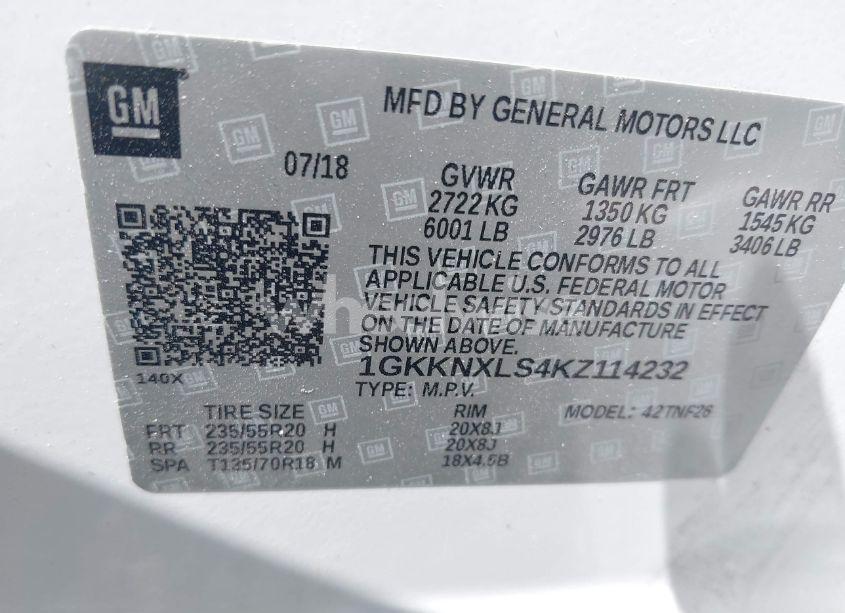 GM
MFD BY GENERAL MOTORS LLC
07/18
GVWR GAWR FRT GAWR RR
2722 KG 1350 KG 1545 KG
6001 LB 2976 LB 3406 LB
THIS VEHICLE CONFORMS TO ALL
APPLICABLE U.S. FEDERAL MOTOR
VEHICLE SAFETY STANDARDS IN EFFECT
ON THE DATE OF MANUFACTURE
SHOWN ABOVE.
1GKKNXLS4KZ114232
140X
TYPE: M.P.V.
TIRE SIZE RIM MODEL: 42TNF26
FRT 235/55R20 H 20X8J
RR 235/55R20 H 20X8J
SPA T135/70R18 M 18X4.5B